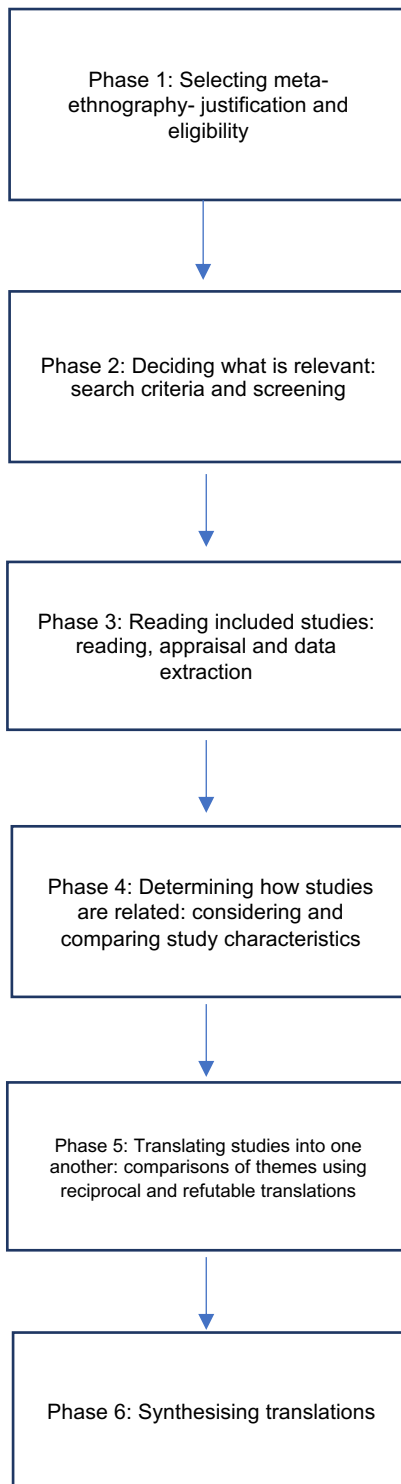 Phase 1: Selecting meta-
ethnography- justification and
eligibility
Phase 2: Deciding what is relevant:
search criteria and screening
Phase 3: Reading included studies:
reading, appraisal and data
extraction
Phase 4: Determining how studies
are related: considering and
comparing study characteristics
Phase 5: Translating studies into one
another: comparisons of themes using
reciprocal and refutable translations
Phase 6: Synthesising translations